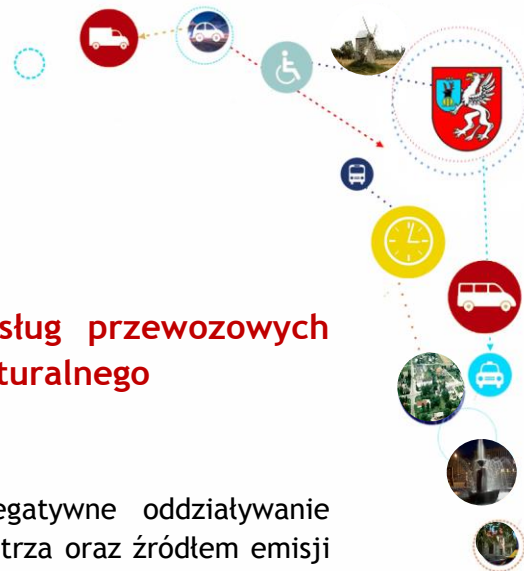 sług przewozowych
turalnego
egatywne oddziaływanie
trza oraz źródłem emisji